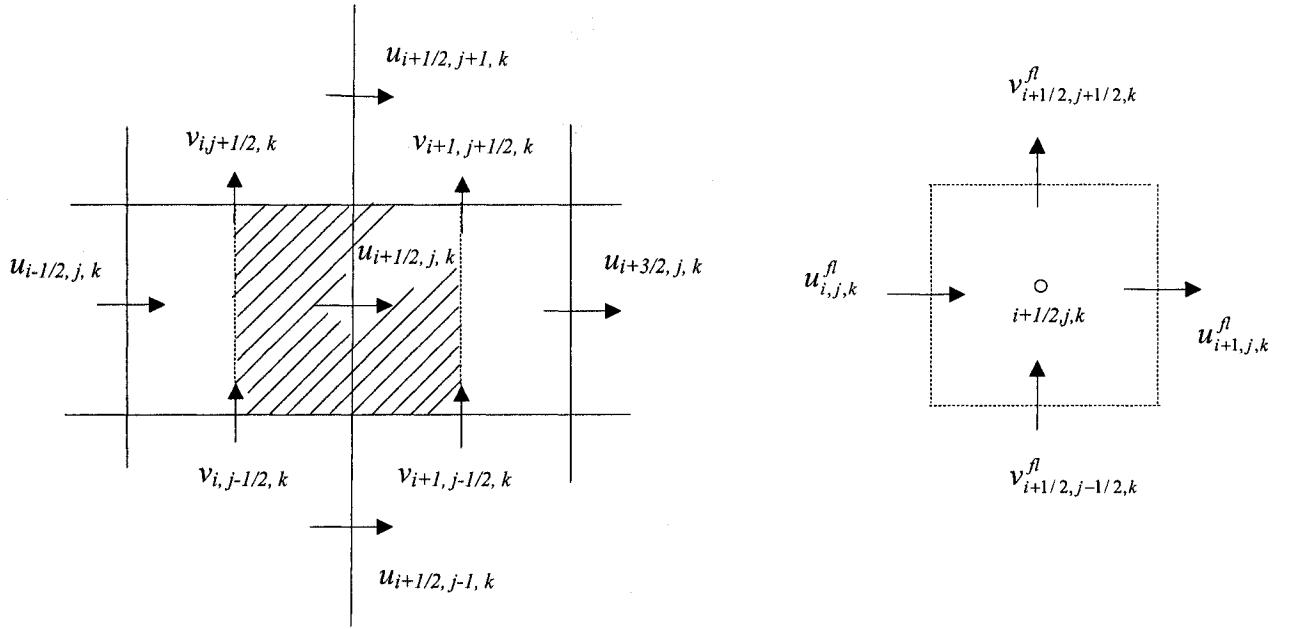 u_{i+1/2, j+1, k}
v_{i,j+1/2, k}
v_{i+1, j+1/2, k}
u_{i-1/2, j, k}
u_{i+1/2, j, k}
u_{i+3/2, j, k}
v_{i, j-1/2, k}
v_{i+1, j-1/2, k}
u_{i+1/2, j-1, k}
v^{fl}_{i+1/2,j+1/2,k}
u^{fl}_{i,j,k}
i+1/2,j,k
u^{fl}_{i+1,j,k}
v^{fl}_{i+1/2,j-1/2,k}